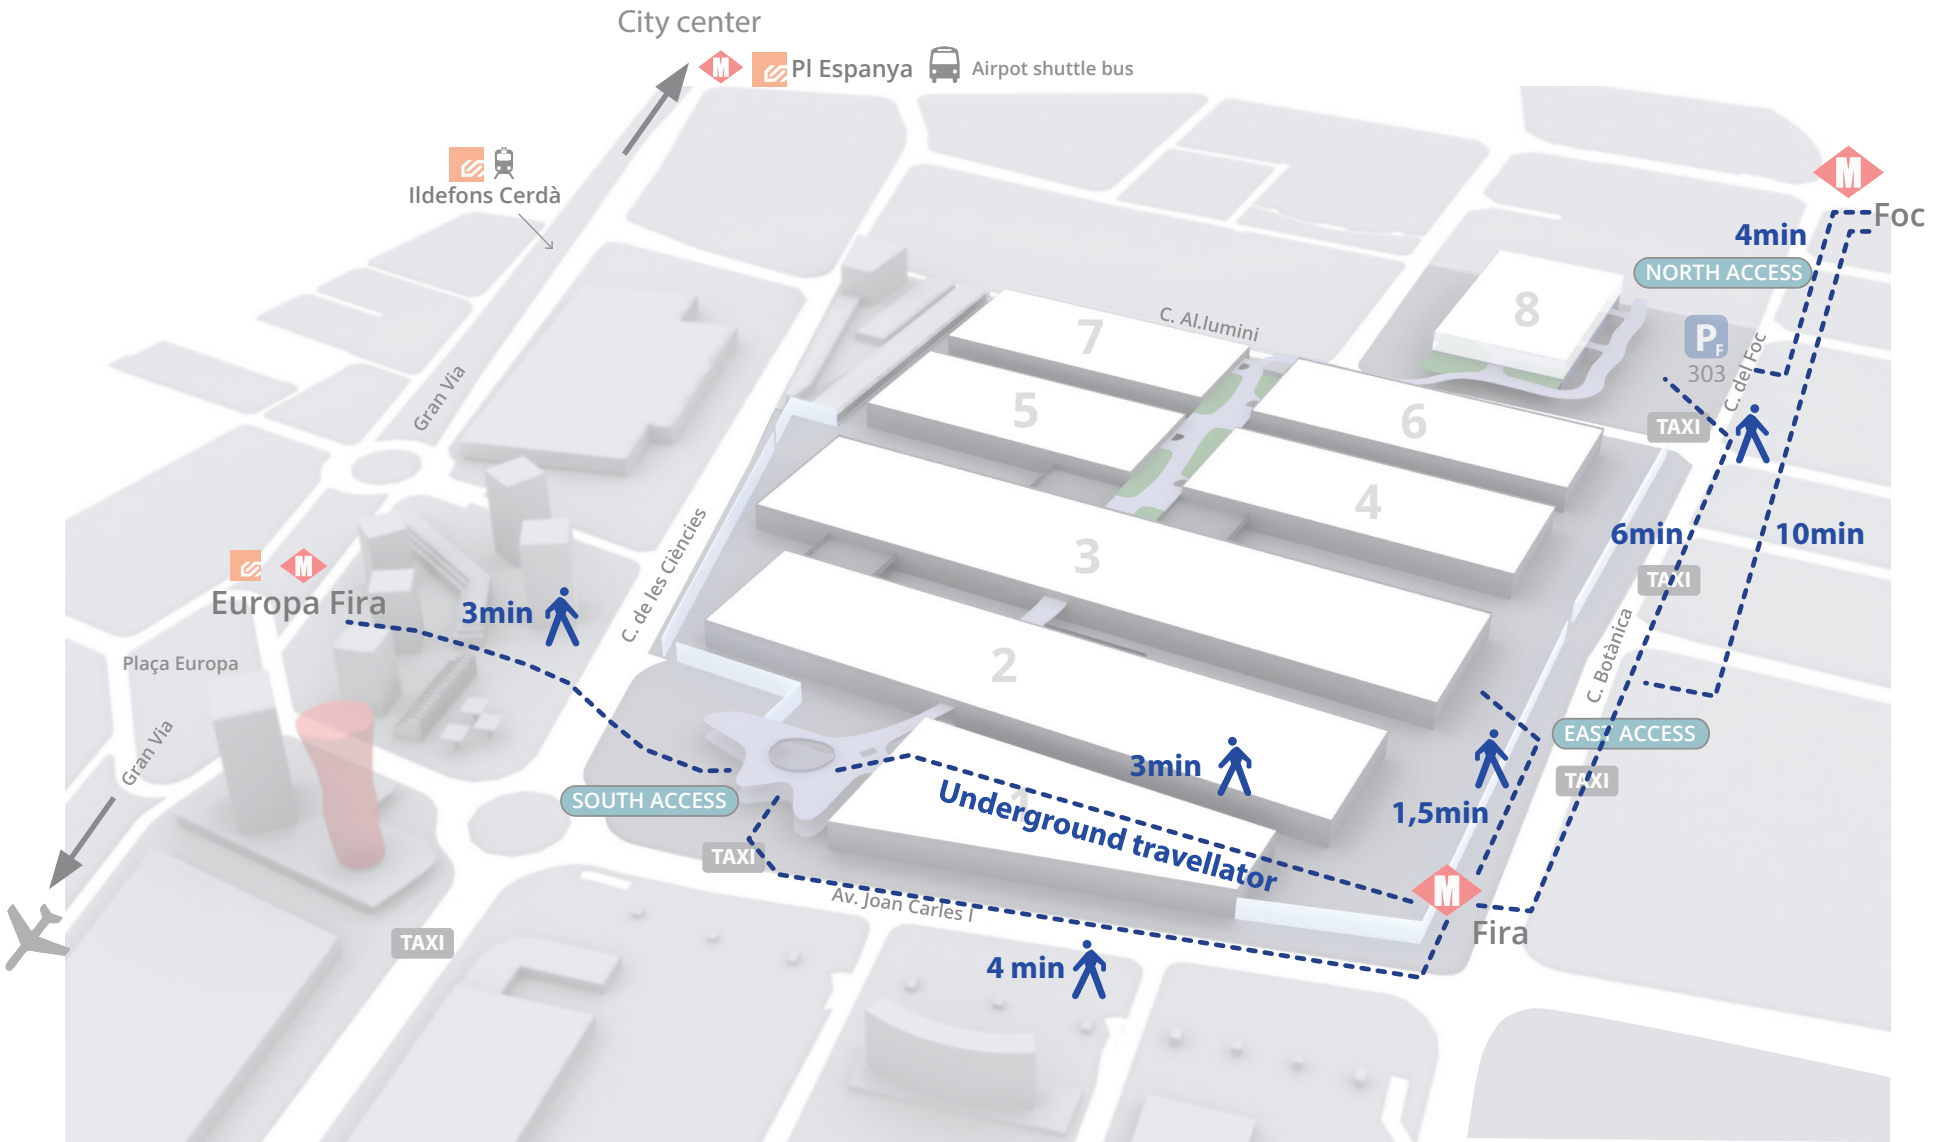 City center
M
Pl Espanya
Airpot shuttle bus
Ildefons Cerdà
M
Foc
4min
NORTH ACCESS
C. Al.lumini
7
8
P F
303
C. del Foc
Gran Via
5
6
TAXI
4
3
6min
10min
C. de les Ciències
M
Europa Fira
3min
TAXI
C. Botànica
Plaça Europa
2
EAST ACCESS
Gran Via
3min
TAXI
SOUTH ACCESS
1
Underground travellator
1,5min
TAXI
M
Av. Joan Carles I
Fira
TAXI
4 min